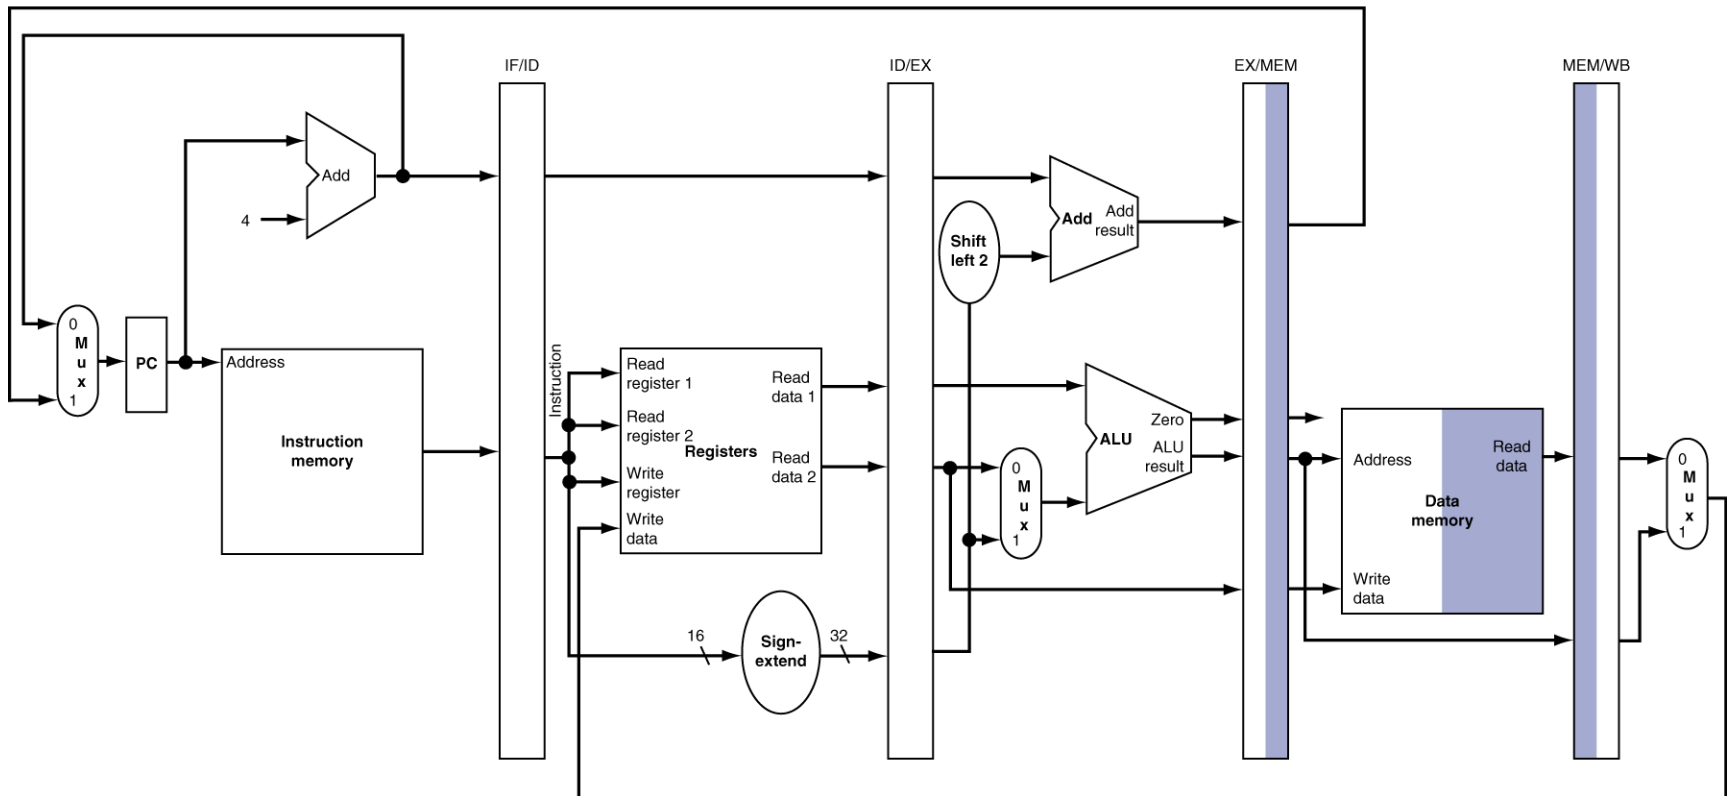 IF/ID
ID/EX
EX/MEM
MEM/WB
Add
4
0
M
u
x
1
PC
Address
Instruction
memory
Instruction
Read
register 1
Read
register 2
Write
register
Write
data
Registers
Read
data 1
Read
data 2
16
Sign-
extend
32
Shift
left 2
Add
Add
result
0
M
u
x
1
ALU
Zero
ALU
result
Address
Write
data
Data
memory
Read
data
0
M
u
x
1